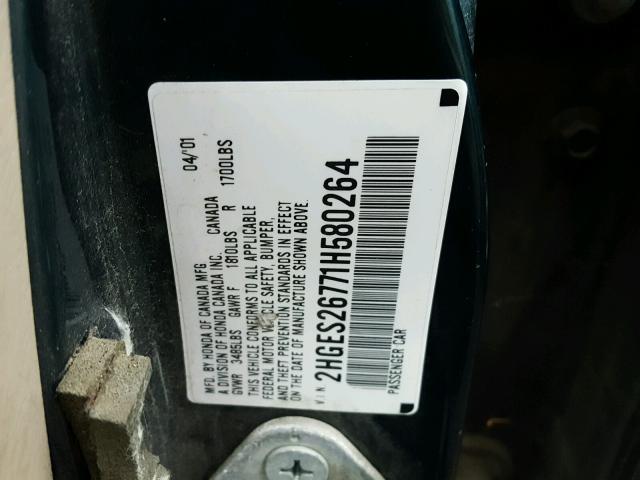 MFD. BY HONDA OF CANADA MFG 04/01
A DIVISION OF HONDA CANADA INC. CANADA
GVWR 3485LBS GAWR F 1810LBS R 1700LBS
THIS VEHICLE CONFORMS TO ALL APPLICABLE
FEDERAL MOTOR VEHICLE SAFETY, BUMPER,
AND THEFT PREVENTION STANDARDS IN EFFECT
ON THE DATE OF MANUFACTURE SHOWN ABOVE.
V.I.N. 2HGES26771H580264
PASSENGER CAR